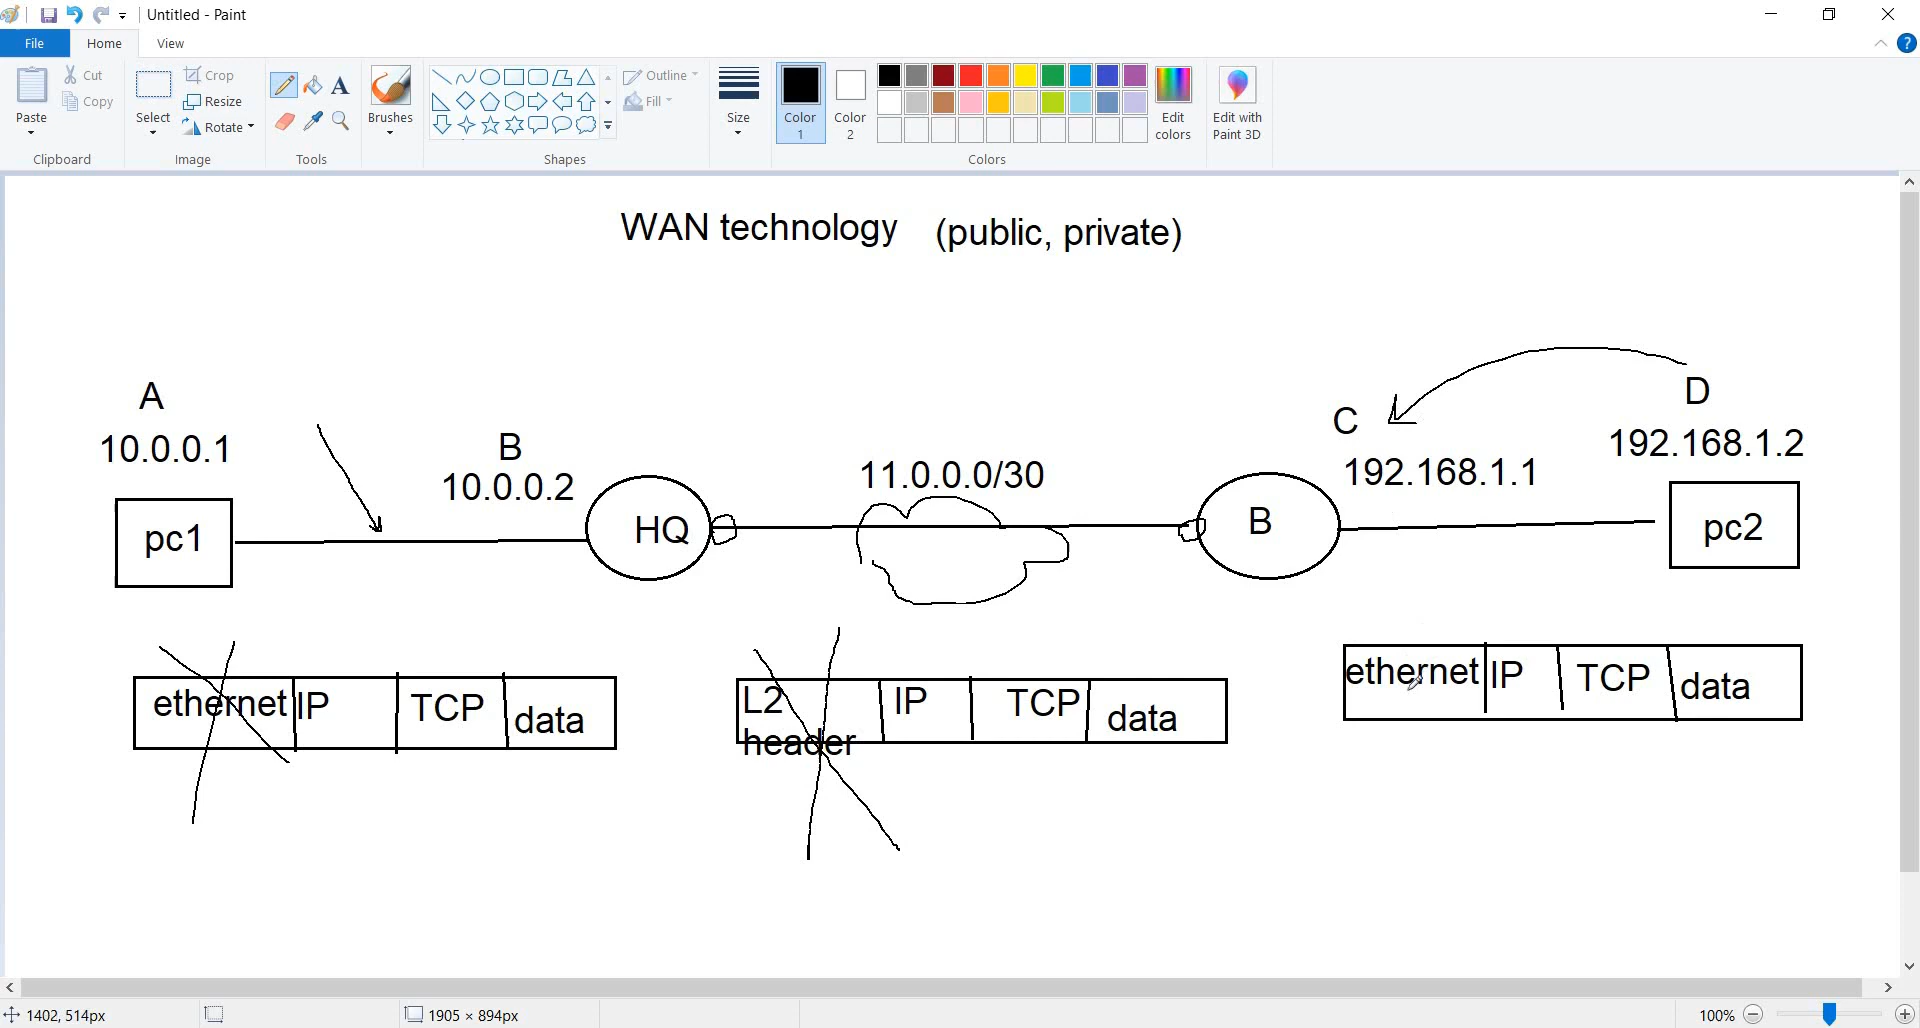 Untitled - Paint
File Home View
Paste
Cut
Copy
Clipboard
Select
Crop
Resize
Rotate
Image
A
Tools
Brushes
Outline
Fill
Shapes
Size
Color 1
Color 2
Colors
Edit colors
Edit with Paint 3D
?
WAN technology (public, private)
A
10.0.0.1
B
10.0.0.2
11.0.0.0/30
C
192.168.1.1
D
192.168.1.2
pc1
HQ
B
pc2
ethernet IP TCP data
L2 header IP TCP data
ethernet IP TCP data
1402, 514px
1905 × 894px
100%